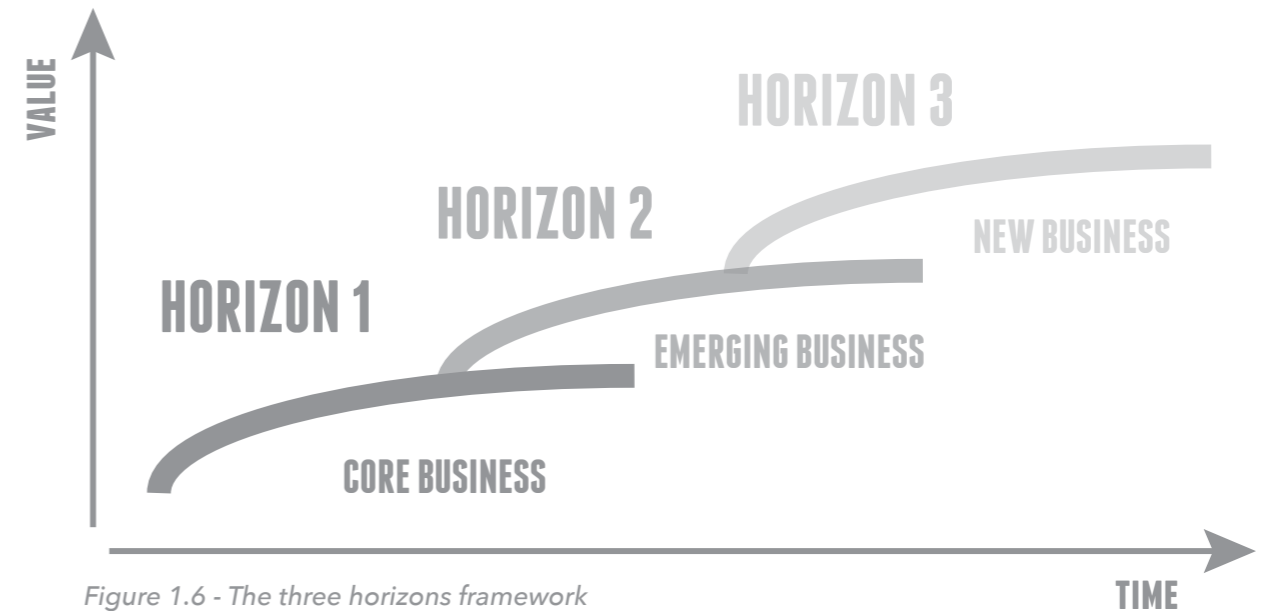 VALUE
HORIZON 3
HORIZON 2
NEW BUSINESS
HORIZON 1
EMERGING BUSINESS
CORE BUSINESS
Figure 1.6 - The three horizons framework
TIME